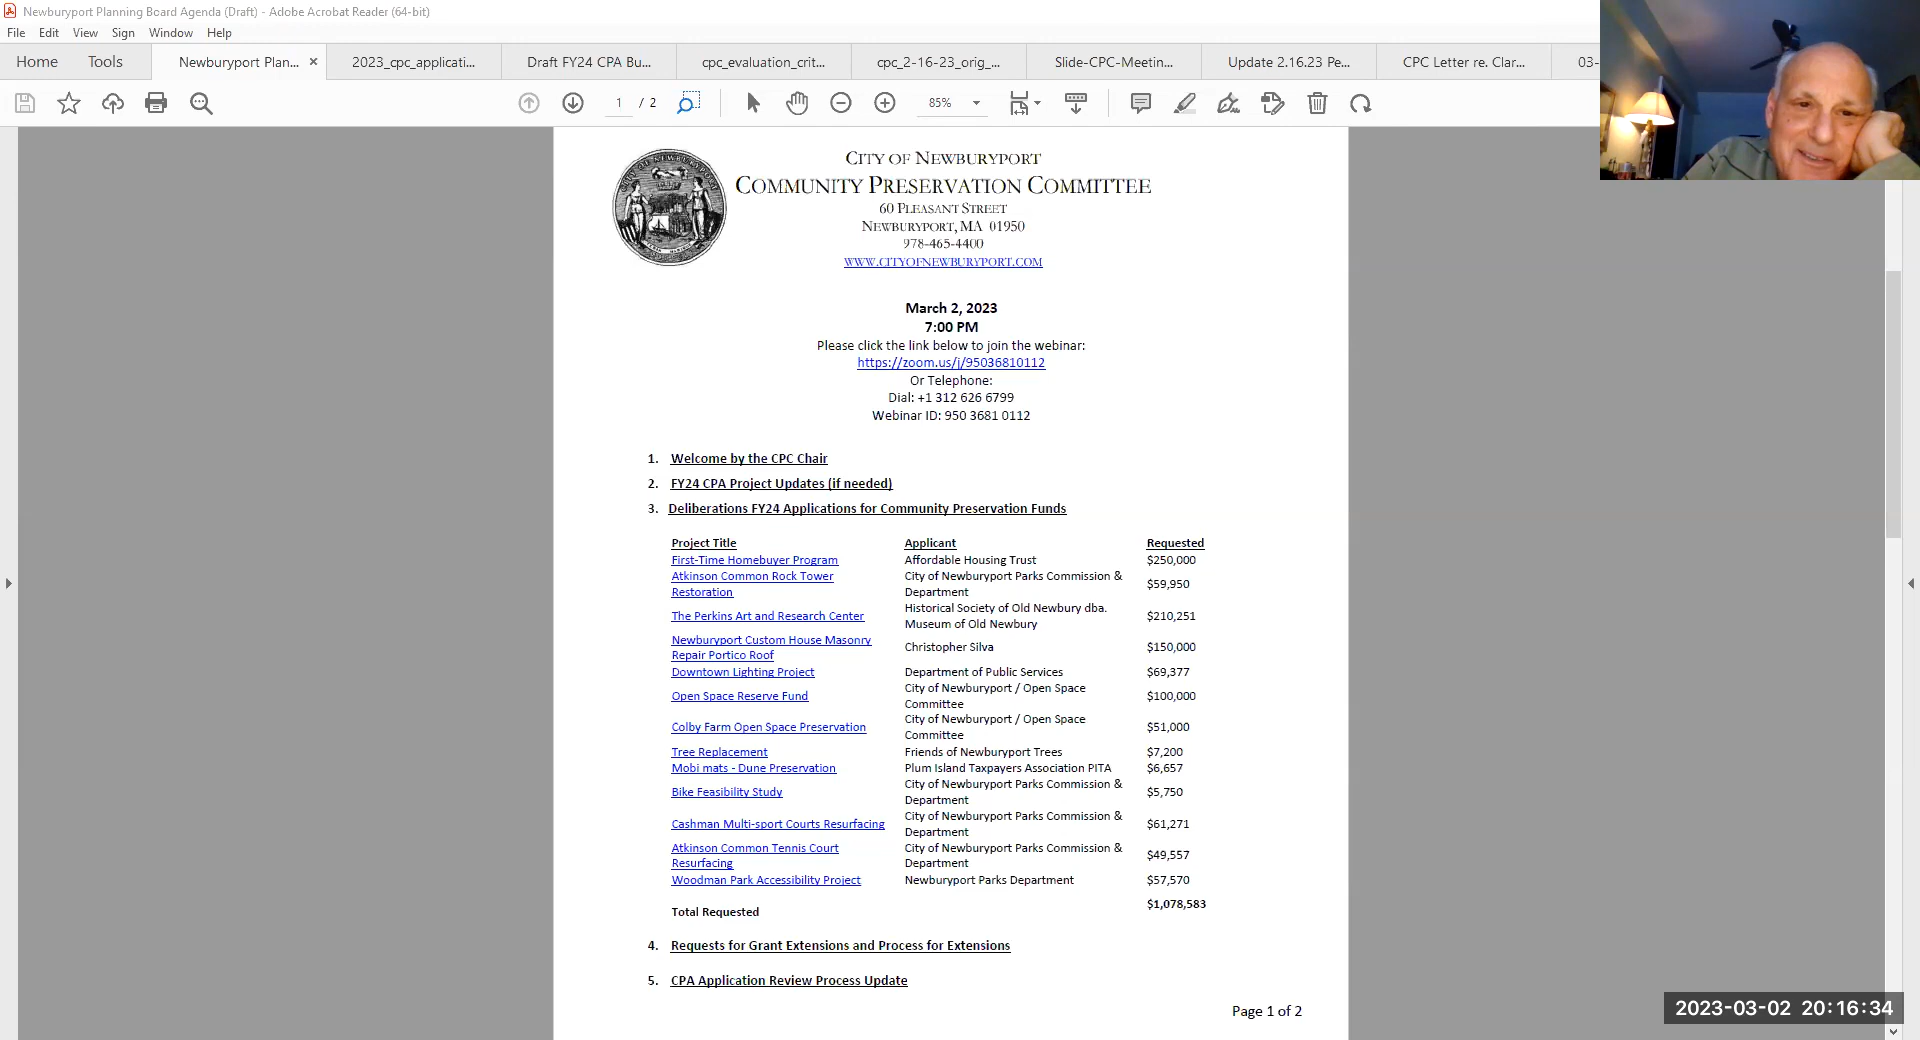 Newburyport Planning Board Agenda (Draft) - Adobe Acrobat Reader (64-bit)
File Edit View Sign Window Help
Home Tools Newburyport Plan... × 2023_cpc_applicati... Draft FY24 CPA Bu... cpc_evaluation_crit... cpc_2-16-23_orig_... Slide-CPC-Meetin... Update 2.16.23 Pe... CPC Letter re. Clar... 03-
1 / 2 85%
CITY OF NEWBURYPORT
COMMUNITY PRESERVATION COMMITTEE
60 PLEASANT STREET
NEWBURYPORT, MA 01950
978-465-4400
WWW.CITYOFNEWBURYPORT.COM
March 2, 2023
7:00 PM
Please click the link below to join the webinar:
https://zoom.us/j/95036810112
Or Telephone:
Dial: +1 312 626 6799
Webinar ID: 950 3681 0112
1. Welcome by the CPC Chair
2. FY24 CPA Project Updates (if needed)
3. Deliberations FY24 Applications for Community Preservation Funds
Project Title Applicant Requested
First-Time Homebuyer Program Affordable Housing Trust $250,000
Atkinson Common Rock Tower City of Newburyport Parks Commission & $59,950
Restoration Department
The Perkins Art and Research Center Historical Society of Old Newbury dba. $210,251
Museum of Old Newbury
Newburyport Custom House Masonry Christopher Silva $150,000
Repair Portico Roof
Downtown Lighting Project Department of Public Services $69,377
Open Space Reserve Fund City of Newburyport / Open Space $100,000
Committee
Colby Farm Open Space Preservation City of Newburyport / Open Space $51,000
Committee
Tree Replacement Friends of Newburyport Trees $7,200
Mobi mats - Dune Preservation Plum Island Taxpayers Association PITA $6,657
Bike Feasibility Study City of Newburyport Parks Commission & $5,750
Department
Cashman Multi-sport Courts Resurfacing City of Newburyport Parks Commission & $61,271
Department
Atkinson Common Tennis Court City of Newburyport Parks Commission & $49,557
Resurfacing Department
Woodman Park Accessibility Project Newburyport Parks Department $57,570
Total Requested $1,078,583
4. Requests for Grant Extensions and Process for Extensions
5. CPA Application Review Process Update
Page 1 of 2
2023-03-02 20:16:34